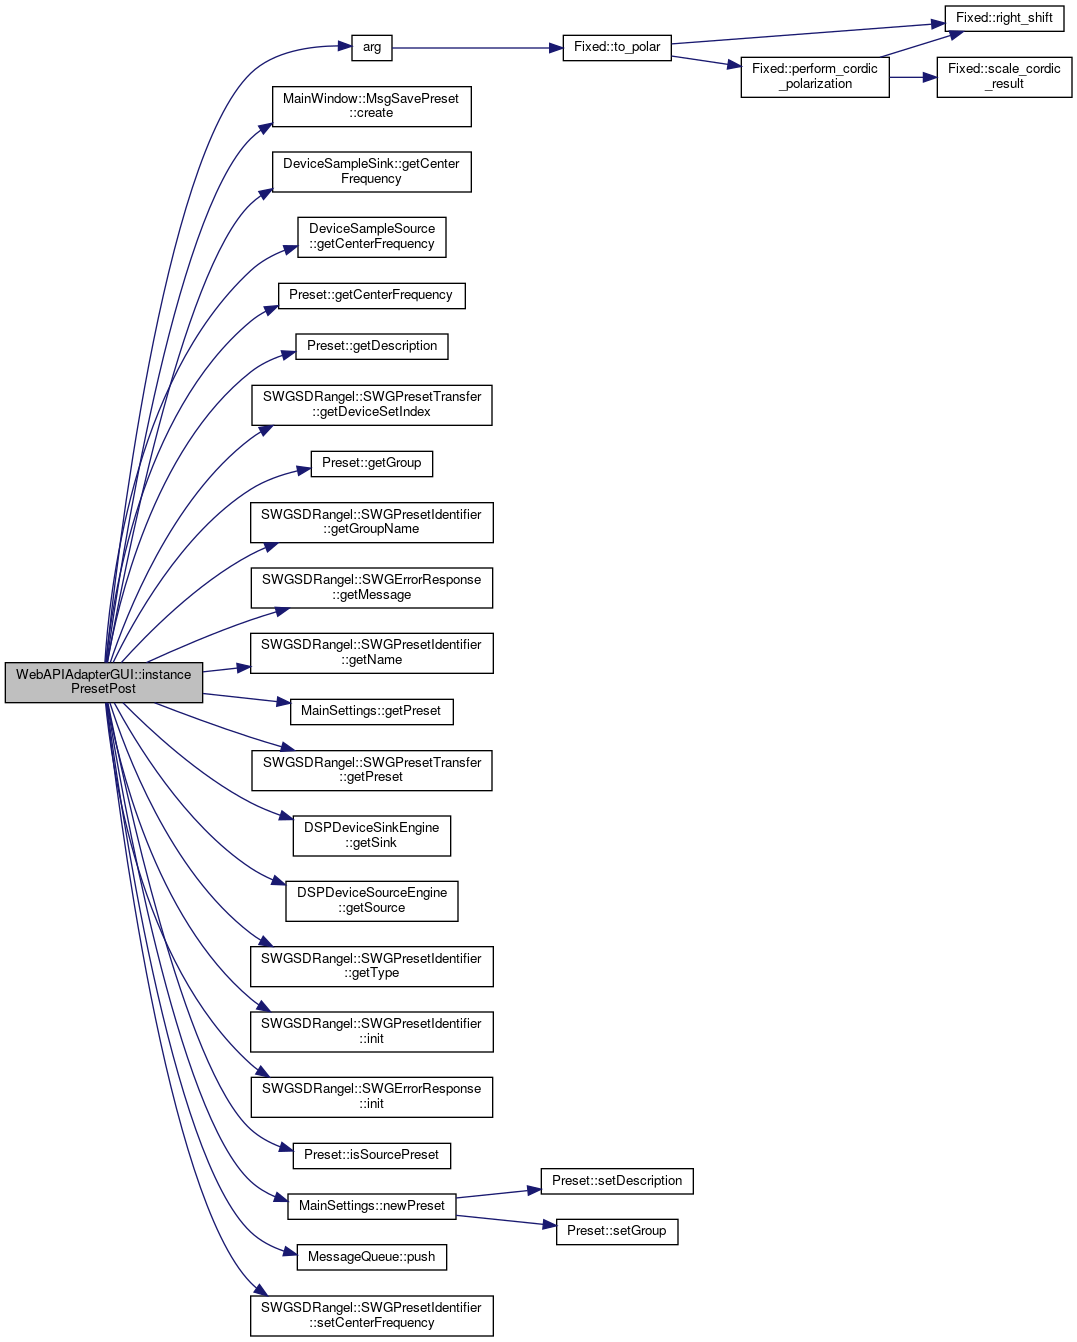 WebAPIAdapterGUI::instance
PresetPost
arg
Fixed::to_polar
Fixed::right_shift
Fixed::perform_cordic
_polarization
Fixed::scale_cordic
_result
MainWindow::MsgSavePreset
::create
DeviceSampleSink::getCenter
Frequency
DeviceSampleSource
::getCenterFrequency
Preset::getCenterFrequency
Preset::getDescription
SWGSDRangel::SWGPresetTransfer
::getDeviceSetIndex
Preset::getGroup
SWGSDRangel::SWGPresetIdentifier
::getGroupName
SWGSDRangel::SWGErrorResponse
::getMessage
SWGSDRangel::SWGPresetIdentifier
::getName
MainSettings::getPreset
SWGSDRangel::SWGPresetTransfer
::getPreset
DSPDeviceSinkEngine
::getSink
DSPDeviceSourceEngine
::getSource
SWGSDRangel::SWGPresetIdentifier
::getType
SWGSDRangel::SWGPresetIdentifier
::init
SWGSDRangel::SWGErrorResponse
::init
Preset::isSourcePreset
MainSettings::newPreset
Preset::setDescription
Preset::setGroup
MessageQueue::push
SWGSDRangel::SWGPresetIdentifier
::setCenterFrequency